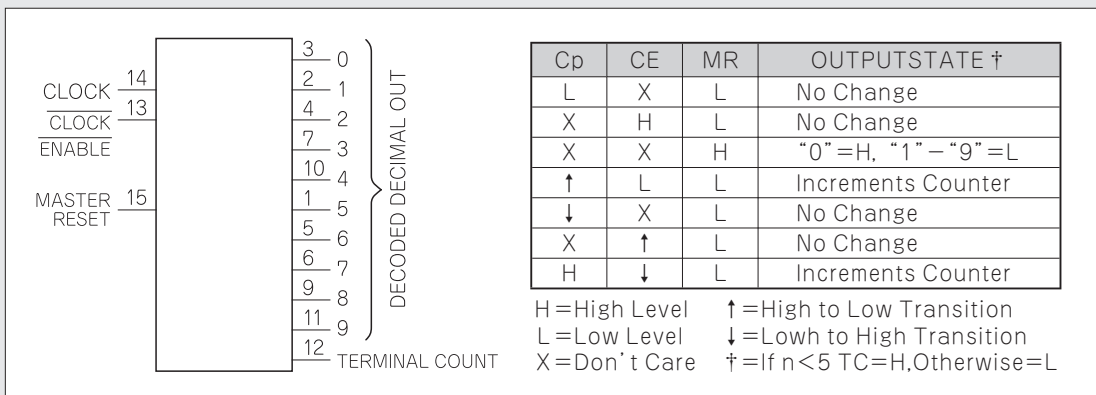 CLOCK 14
CLOCK 13
ENABLE
MASTER 15
RESET
3 0
2 1
4 2
7 3
10 4
1 5
5 6
6 7
9 8
11 9
12 TERMINAL COUNT
DECODED DECIMAL OUT
Cp CE MR OUTPUTSTATE †
L X L No Change
X H L No Change
X X H “0”=H, “1”-“9”=L
↑ L L Increments Counter
↓ X L No Change
X ↑ L No Change
H ↓ L Increments Counter
H=High Level ↑=High to Low Transition
L=Low Level ↓=Lowh to High Transition
X=Don’t Care †=If n<5 TC=H,Otherwise=L